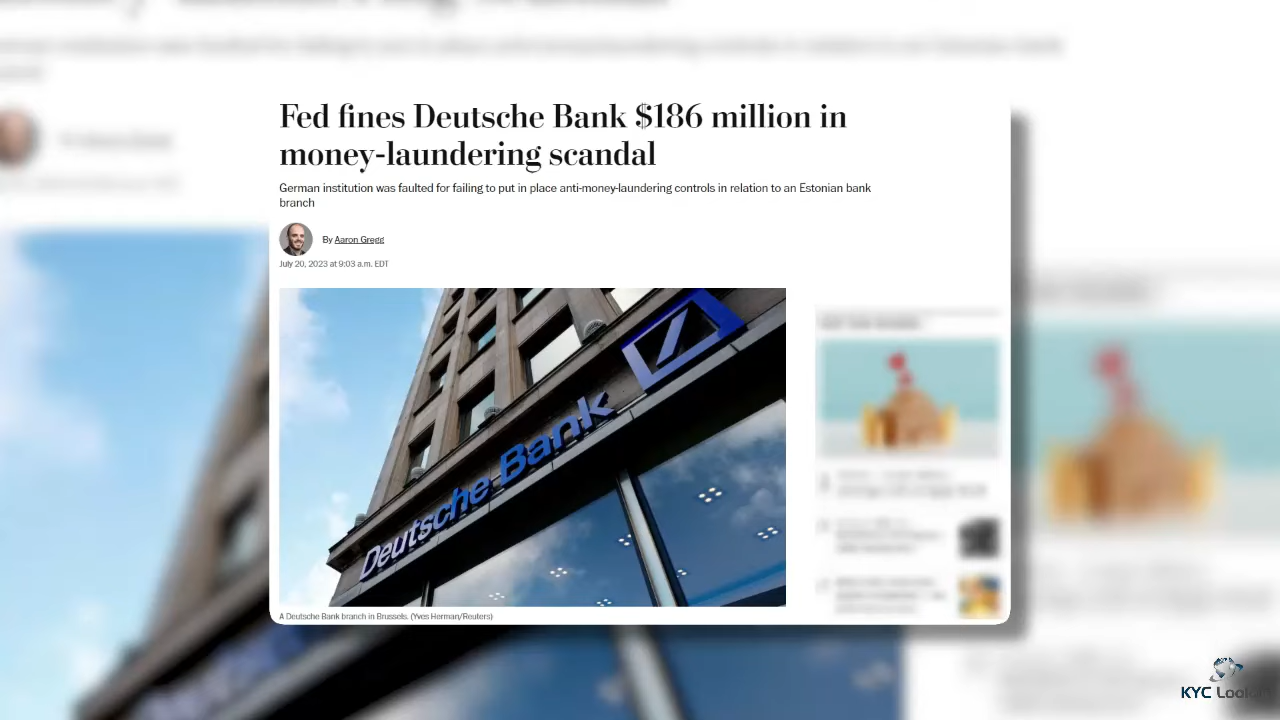 Fed fines Deutsche Bank $186 million in
money-laundering scandal
German institution was faulted for failing to put in place anti-money-laundering controls in relation to an Estonian bank
branch
By Aaron Gregg
July 20, 2023 at 9:03 a.m. EDT
Deutsche Bank
A Deutsche Bank branch in Brussels. (Yves Herman/Reuters)
KYC